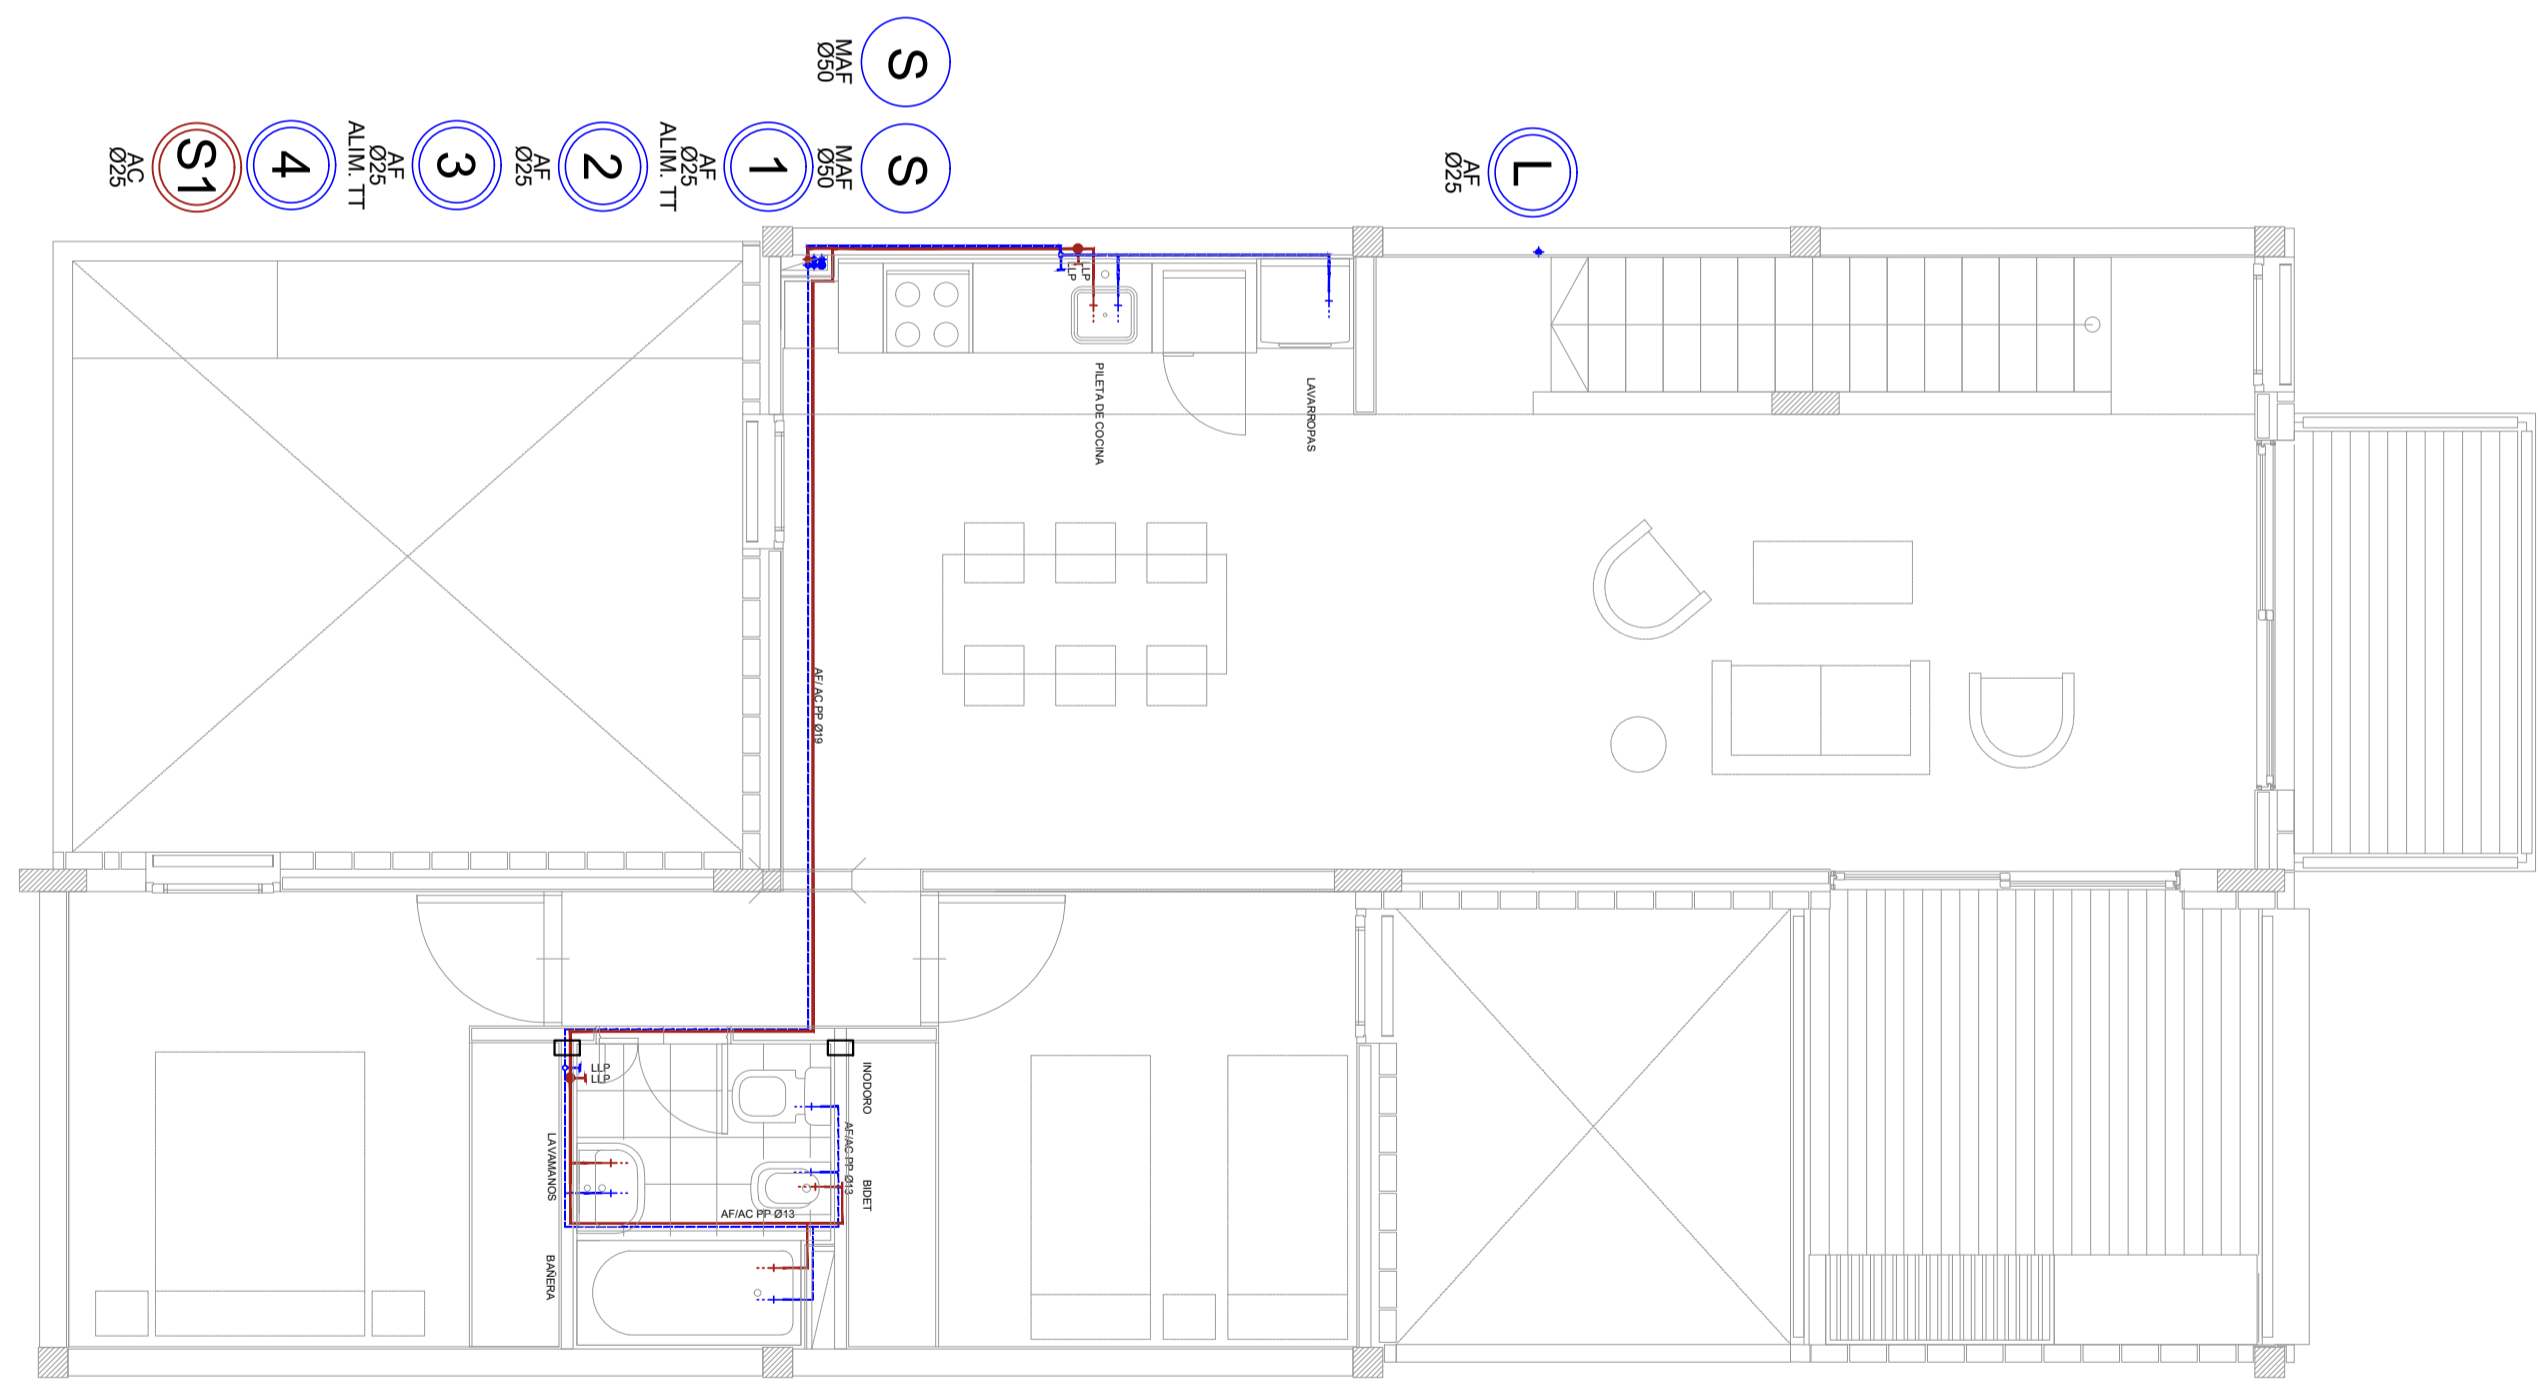 S
MAF
Ø50
S
MAF
Ø50
L
AF
Ø25
1
AF
Ø25
ALIM. TT
2
AF
Ø25
3
AF
Ø25
ALIM. TT
4
S1
AC
Ø25
LLP
LLP
PILETA DE COCINA
LAVARROPAS
AF/ AC PP Ø19
LLP
LLP
INODORO
AF/AC PP Ø13
LAVAMANOS
BIDET
AF/AC PP Ø13
BAÑERA